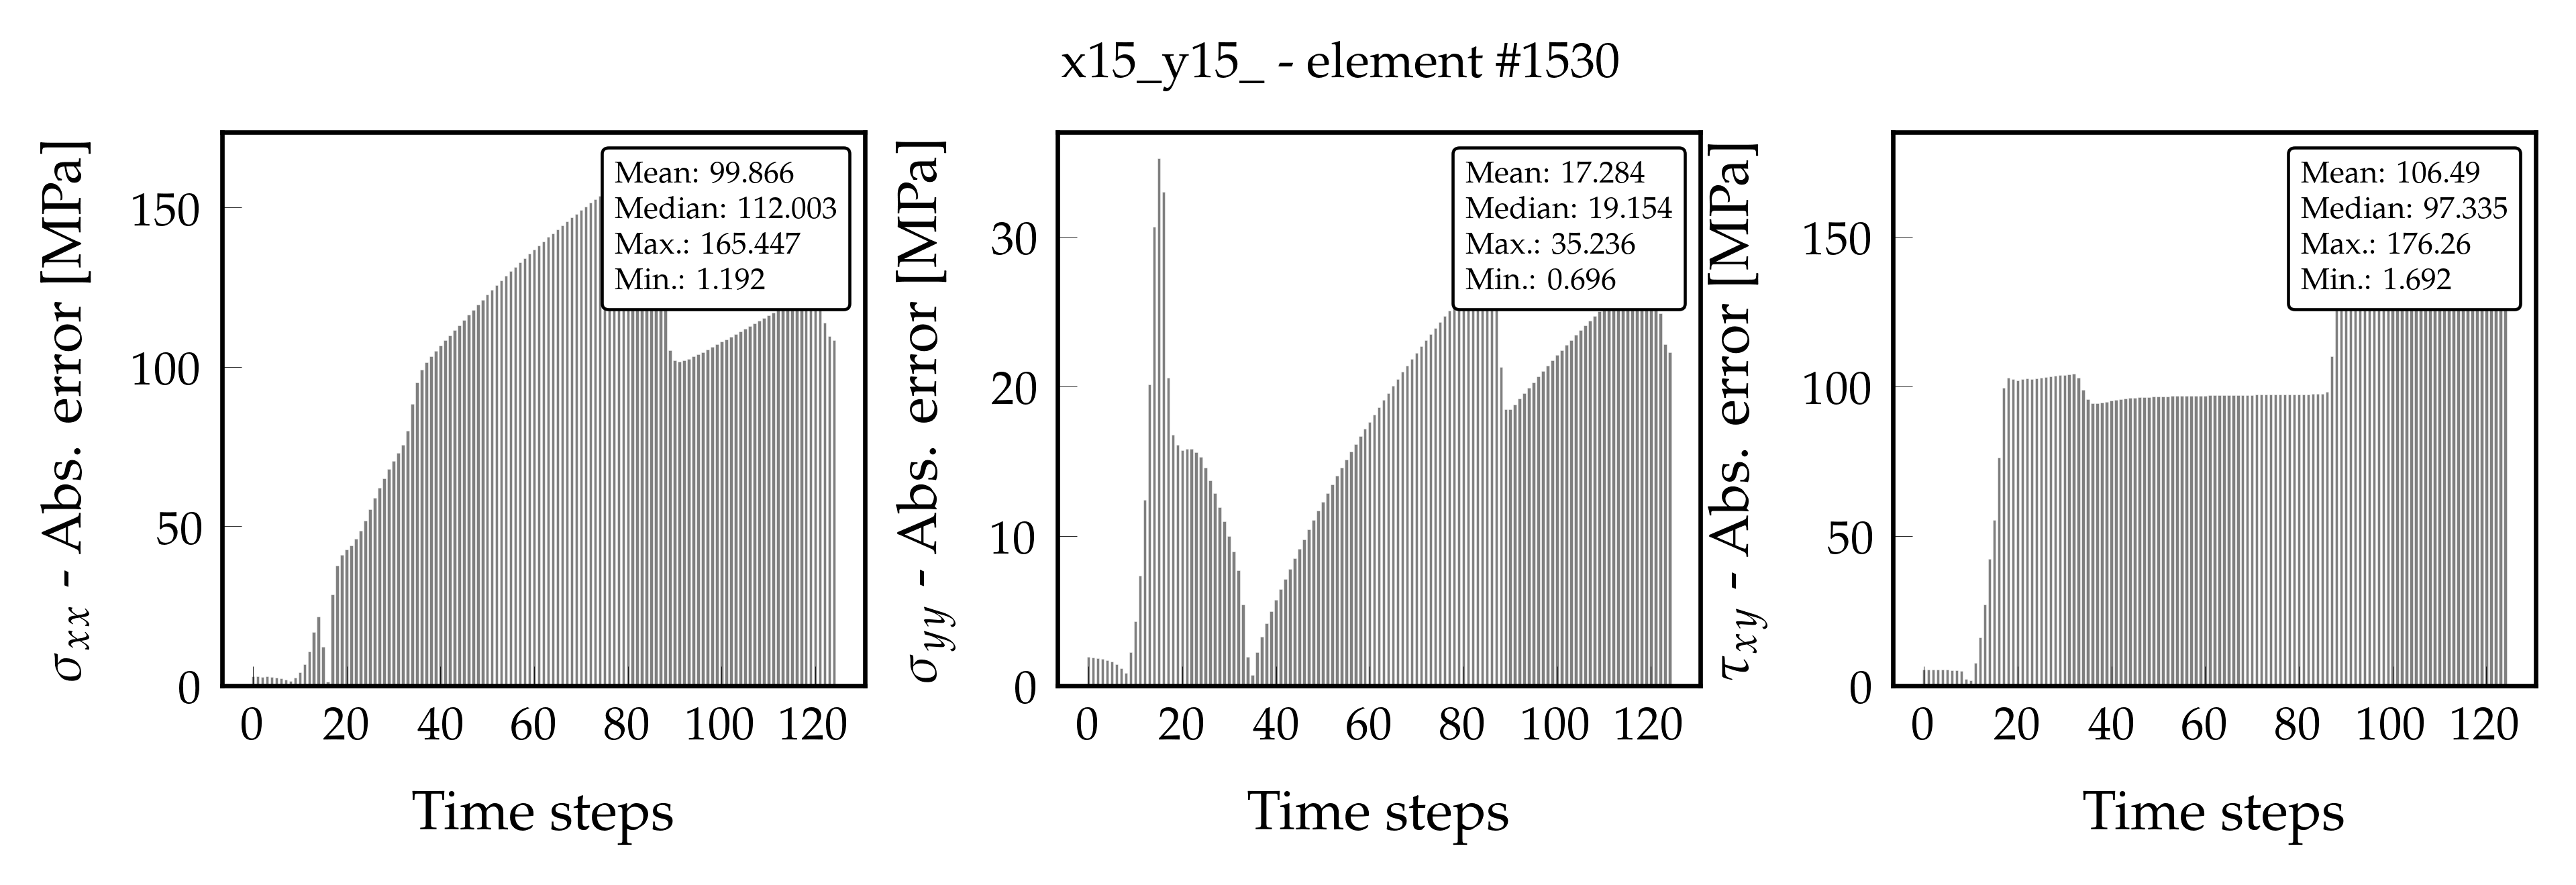 x15_y15_ - element #1530
σxx - Abs. error [MPa]
150
100
50
0
0 20 40 60 80 100 120
Time steps
Mean: 99.866
Median: 112.003
Max.: 165.447
Min.: 1.192
σyy - Abs. error [MPa]
30
20
10
0
0 20 40 60 80 100 120
Time steps
Mean: 17.284
Median: 19.154
Max.: 35.236
Min.: 0.696
τxy - Abs. error [MPa]
150
100
50
0
0 20 40 60 80 100 120
Time steps
Mean: 106.49
Median: 97.335
Max.: 176.26
Min.: 1.692